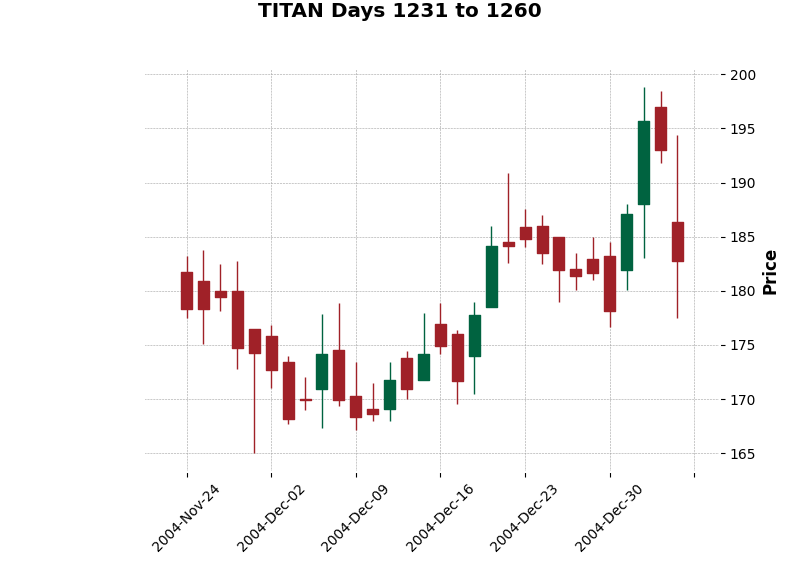 TITAN Days 1231 to 1260
200
195
190
185
180
175
170
165
Price
2004-Nov-24
2004-Dec-02
2004-Dec-09
2004-Dec-16
2004-Dec-23
2004-Dec-30